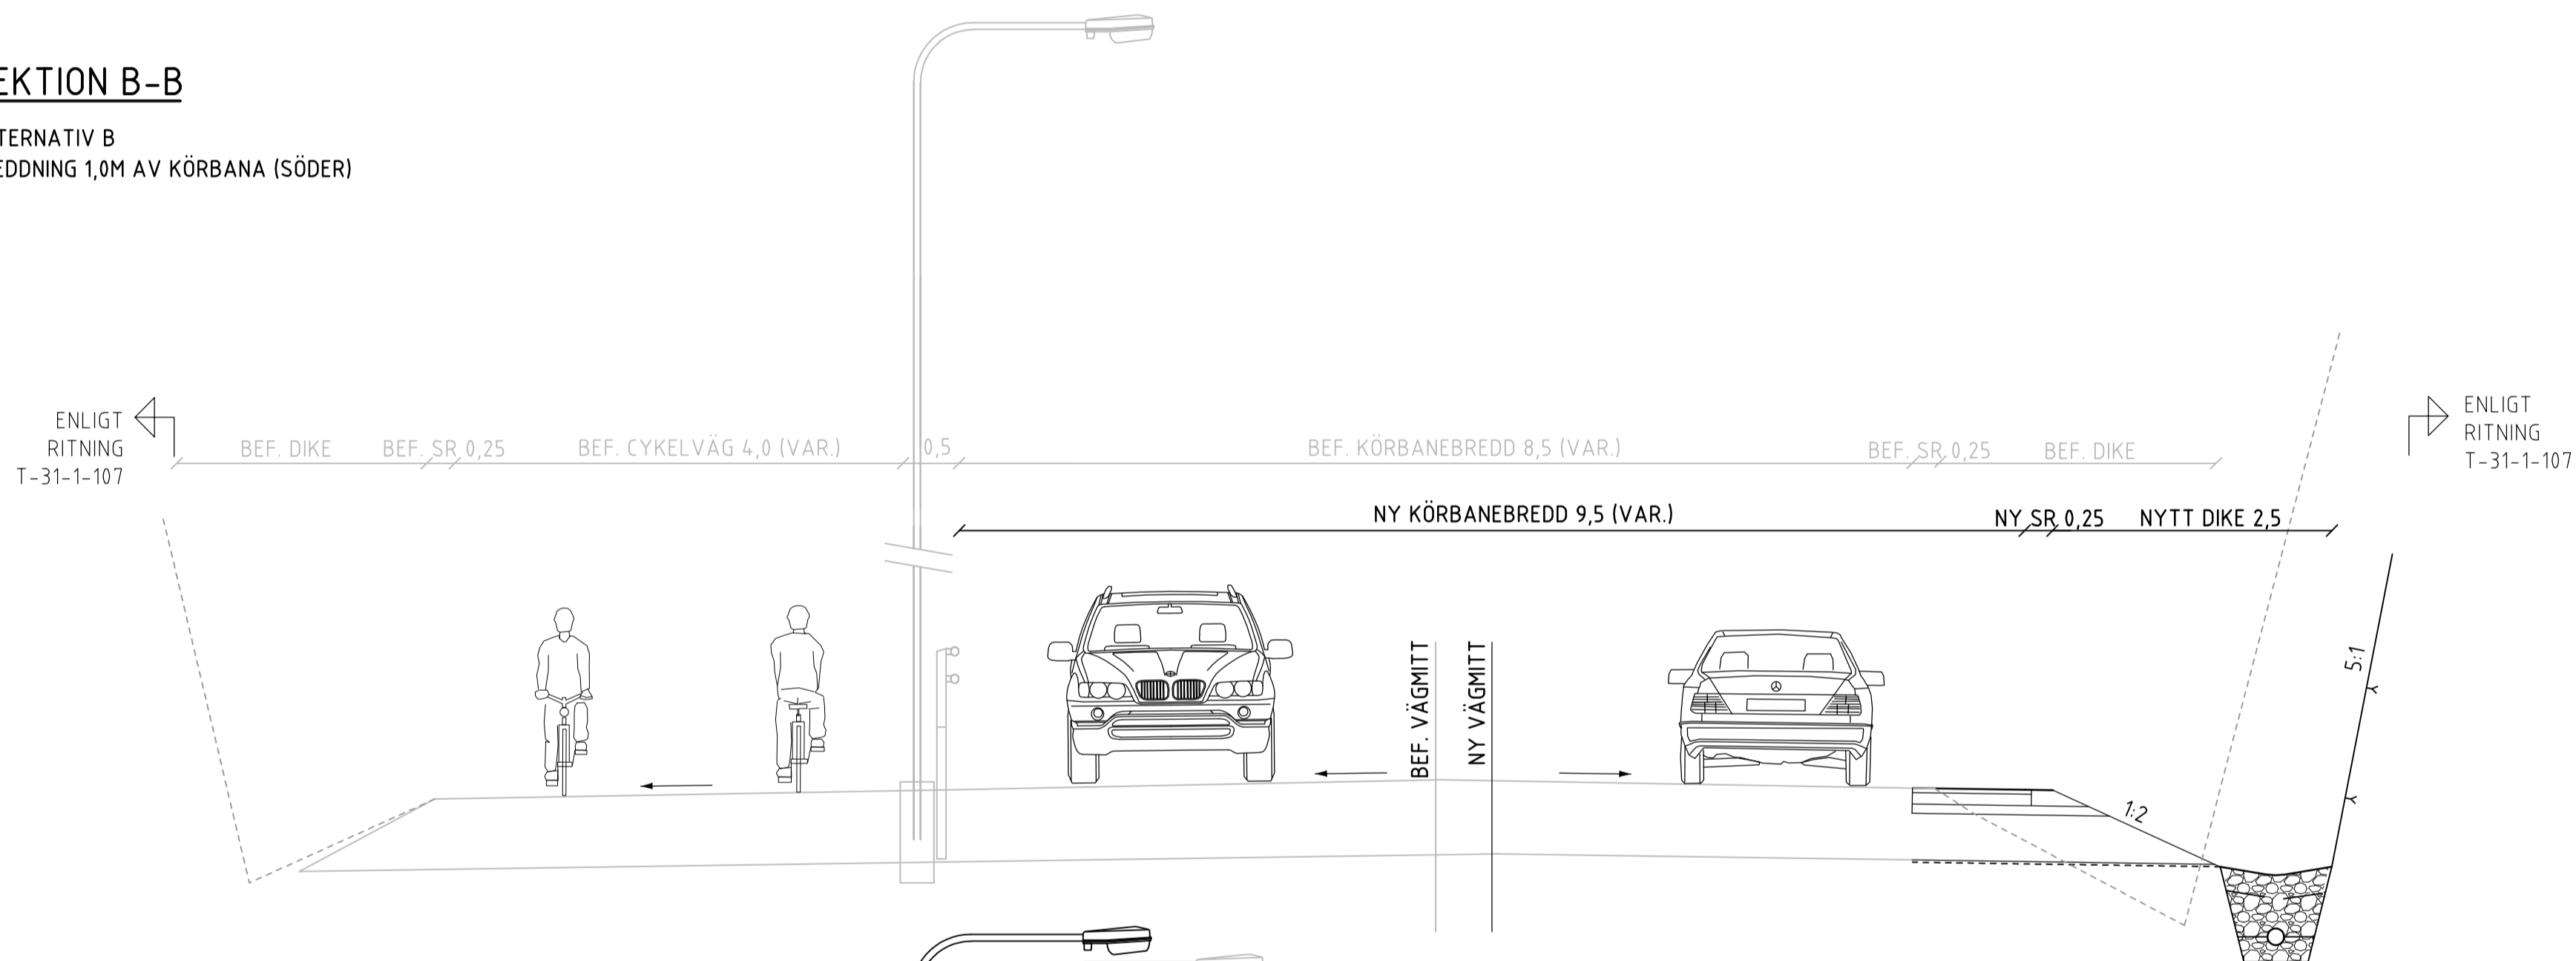 EKTION B-B
TERNATIV B
EDDNING 1,0M AV KÖRBANA (SÖDER)
ENLIGT
RITNING
T-31-1-107
BEF. DIKE
BEF. SR 0,25
BEF. CYKELVÄG 4,0 (VAR.)
0,5
BEF. KÖRBANEBREDD 8,5 (VAR.)
BEF. SR 0,25
BEF. DIKE
ENLIGT
RITNING
T-31-1-107
NY KÖRBANEBREDD 9,5 (VAR.)
NY SR 0,25
NYTT DIKE 2,5
BEF. VÄGMITT
NY VÄGMITT
5:1
1:2